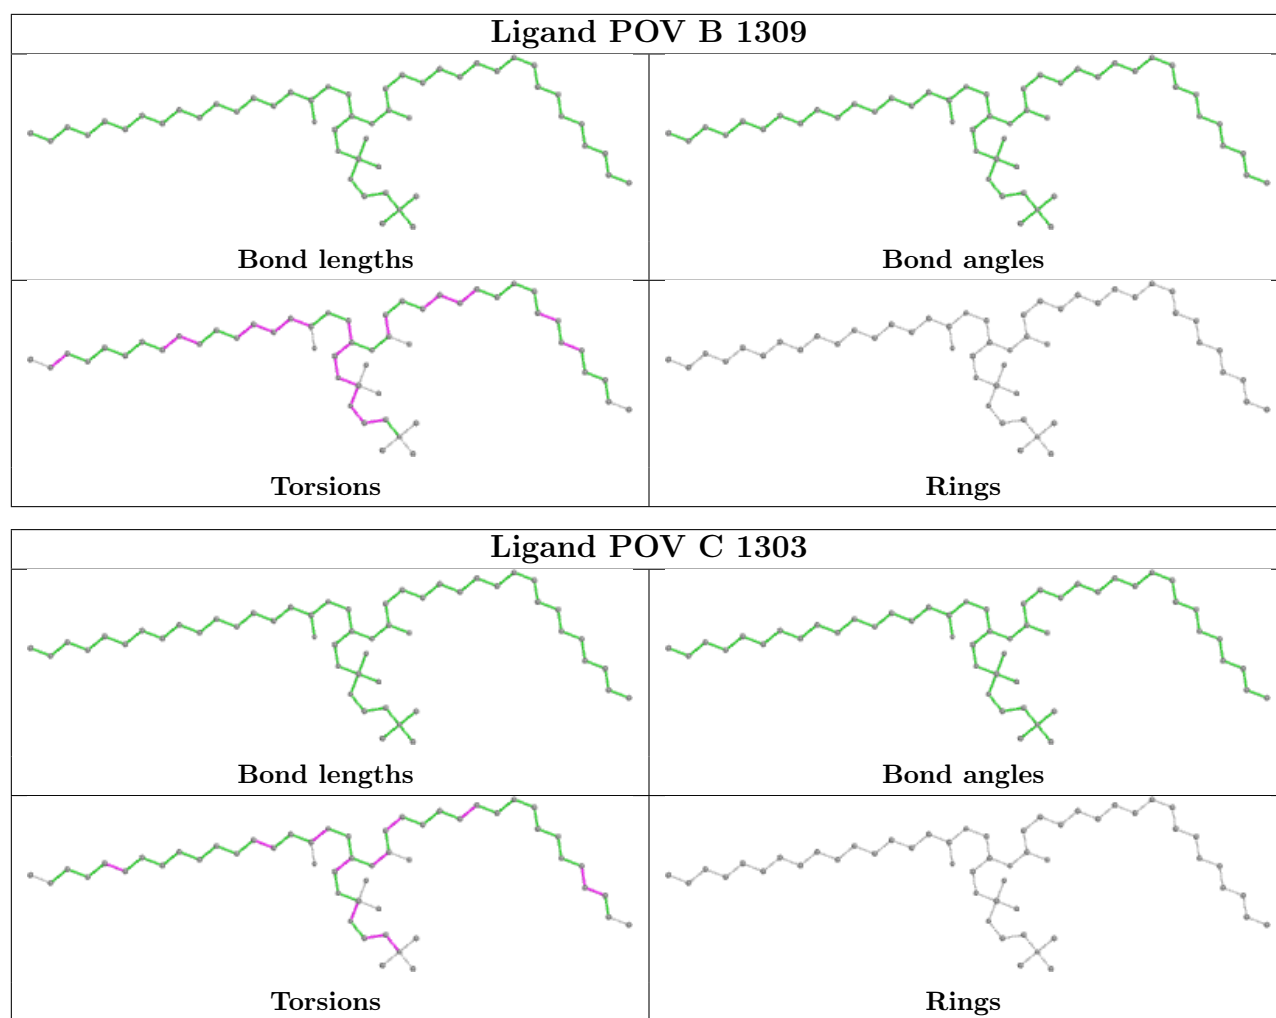 Ligand POV B 1309
Bond lengths
Bond angles
Torsions
Rings
Ligand POV C 1303
Bond lengths
Bond angles
Torsions
Rings